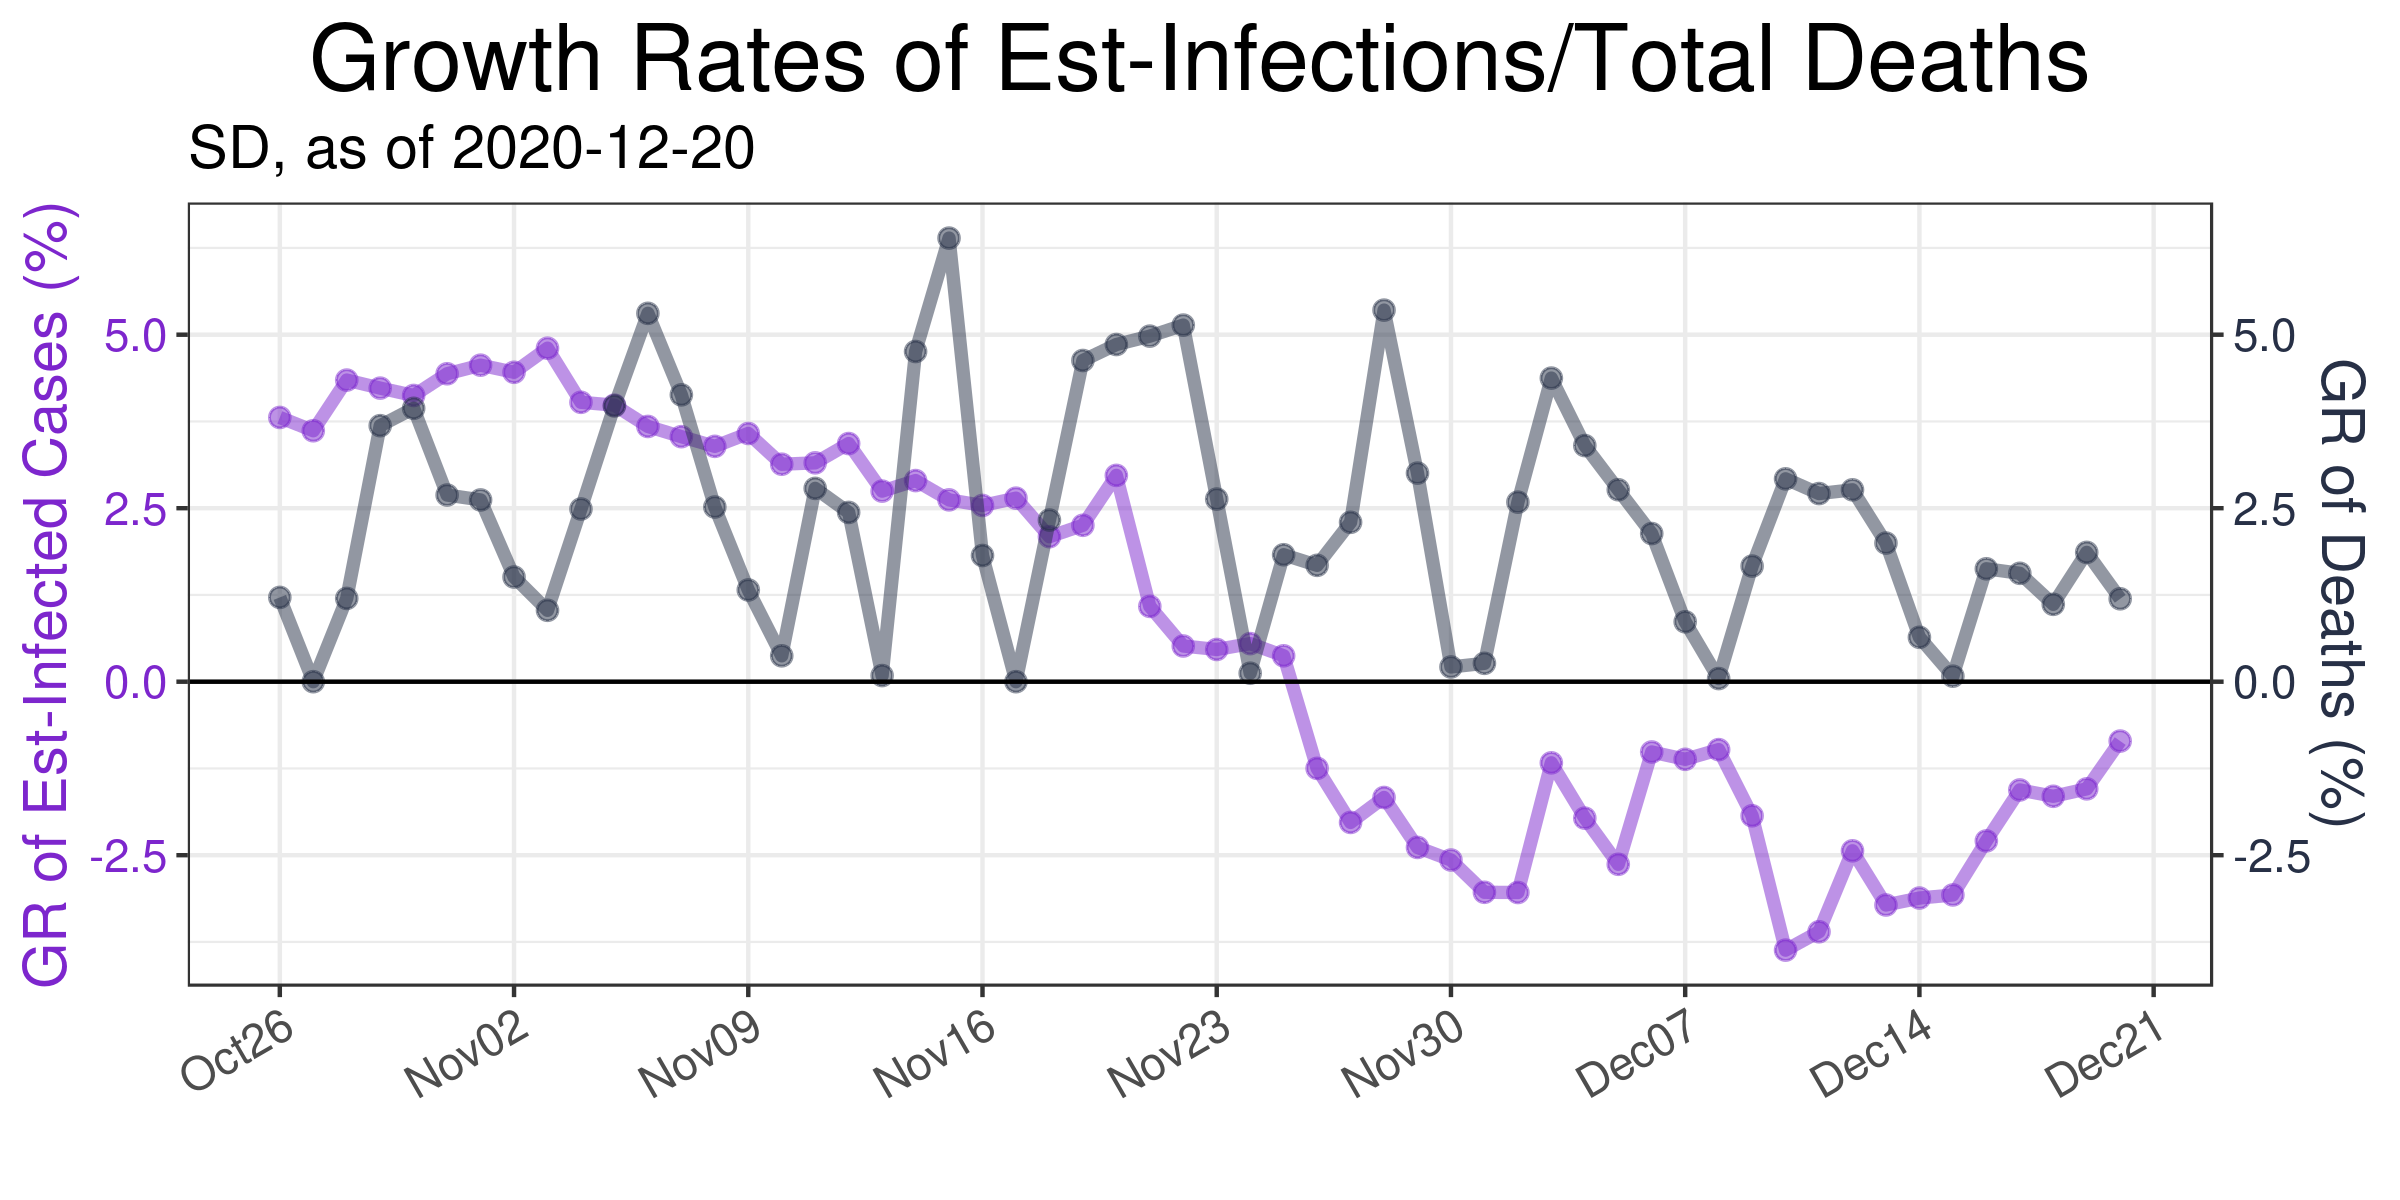 Growth Rates of Est-Infections/Total Deaths
SD, as of 2020-12-20
GR of Est-Infected Cases (%)
5.0
2.5
0.0
-2.5
5.0
2.5
0.0
-2.5
GR of Deaths (%)
Oct26
Nov02
Nov09
Nov16
Nov23
Nov30
Dec07
Dec14
Dec21